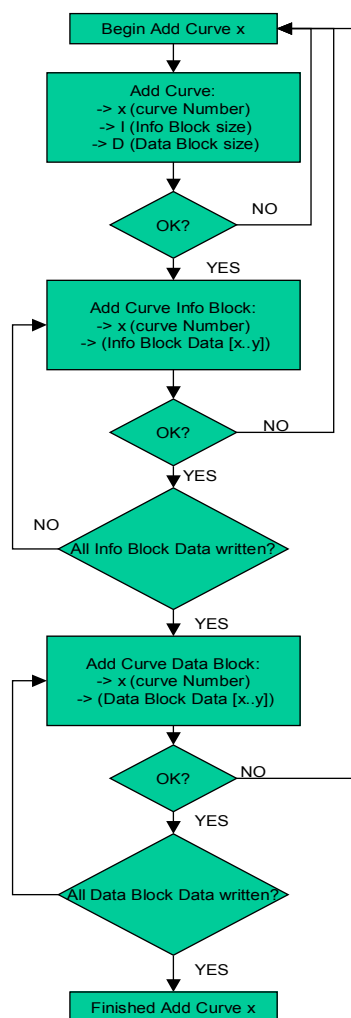 Begin Add Curve x
Add Curve:
-> x (curve Number)
-> I (Info Block size)
-> D (Data Block size)
NO
OK?
YES
Add Curve Info Block:
-> x (curve Number)
-> (Info Block Data [x..y])
OK?
NO
YES
NO
All Info Block Data written?
YES
Add Curve Data Block:
-> x (curve Number)
-> (Data Block Data [x..y])
OK?
NO
YES
All Data Block Data written?
YES
Finished Add Curve x